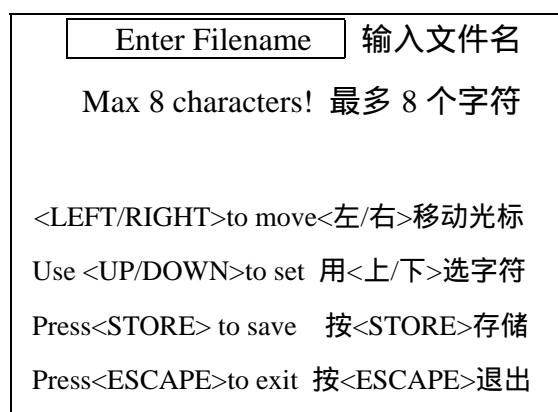 Enter Filename 输入文件名
Max 8 characters! 最多 8 个字符
<LEFT/RIGHT>to move<左/右>移动光标
Use <UP/DOWN>to set 用<上/下>选字符
Press<STORE> to save 按<STORE>存储
Press<ESCAPE>to exit 按<ESCAPE>退出